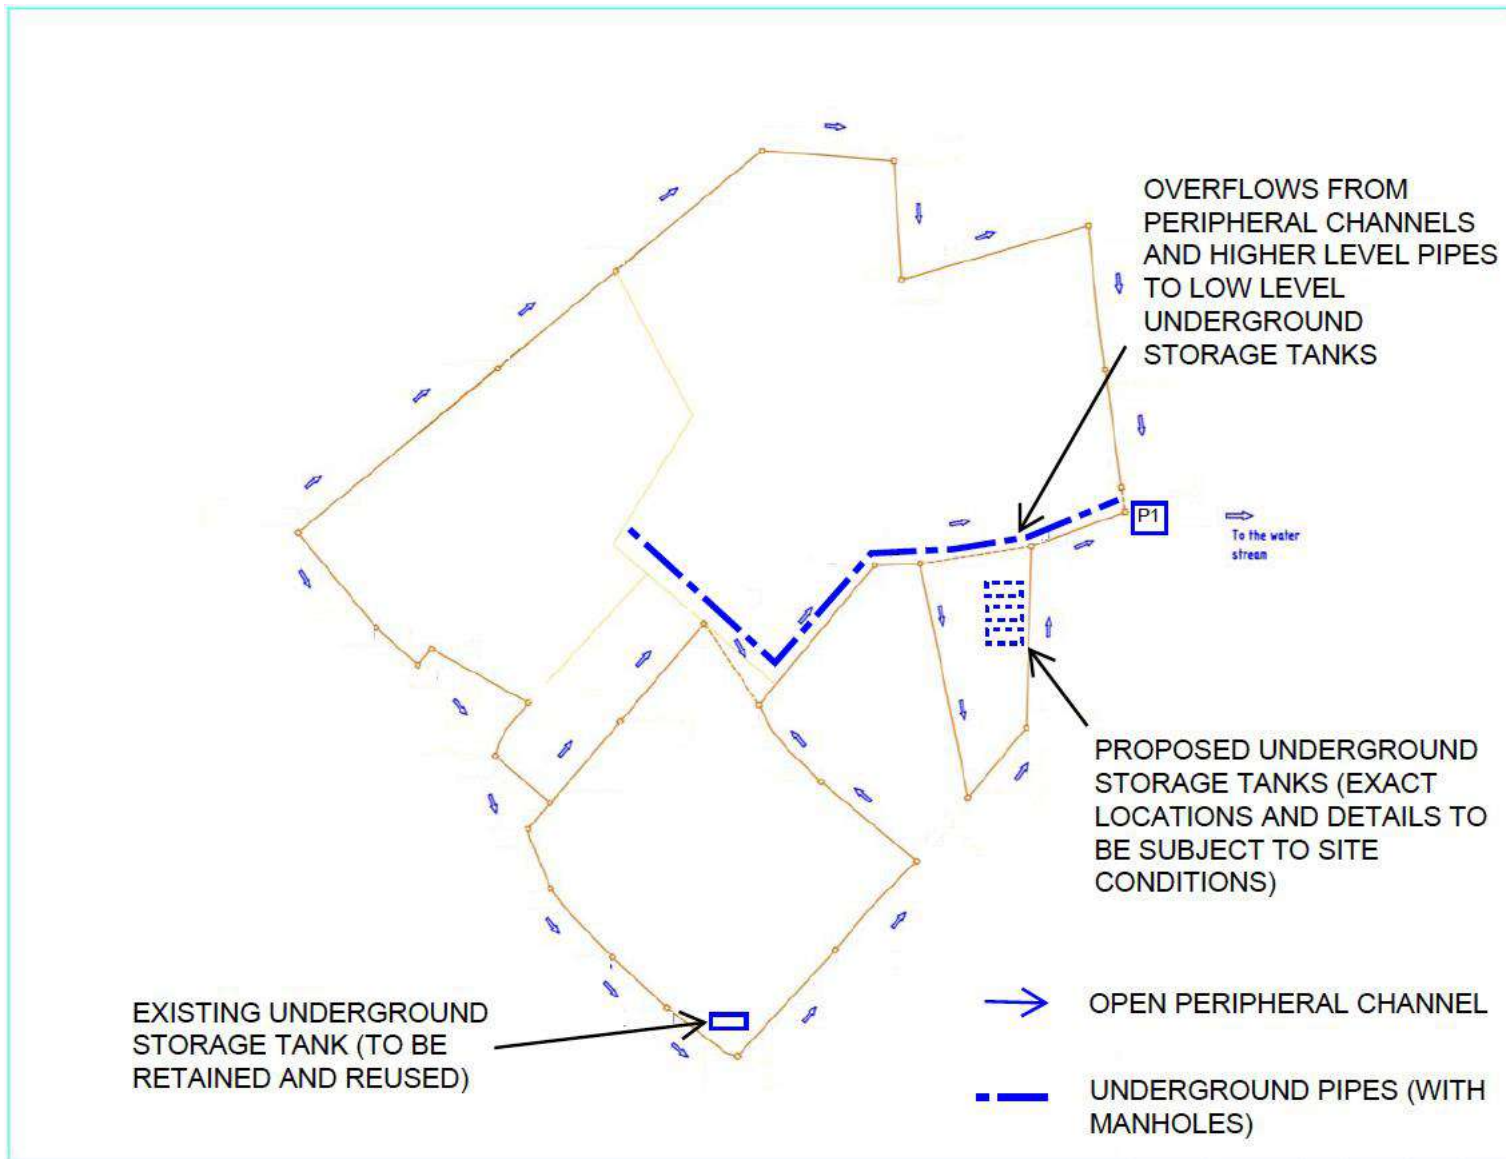 OVERFLOWS FROM
PERIPHERAL CHANNELS
AND HIGHER LEVEL PIPES
TO LOW LEVEL
UNDERGROUND
STORAGE TANKS
P1
To the water
stream
PROPOSED UNDERGROUND
STORAGE TANKS (EXACT
LOCATIONS AND DETAILS TO
BE SUBJECT TO SITE
CONDITIONS)
EXISTING UNDERGROUND
STORAGE TANK (TO BE
RETAINED AND REUSED)
OPEN PERIPHERAL CHANNEL
UNDERGROUND PIPES (WITH
MANHOLES)